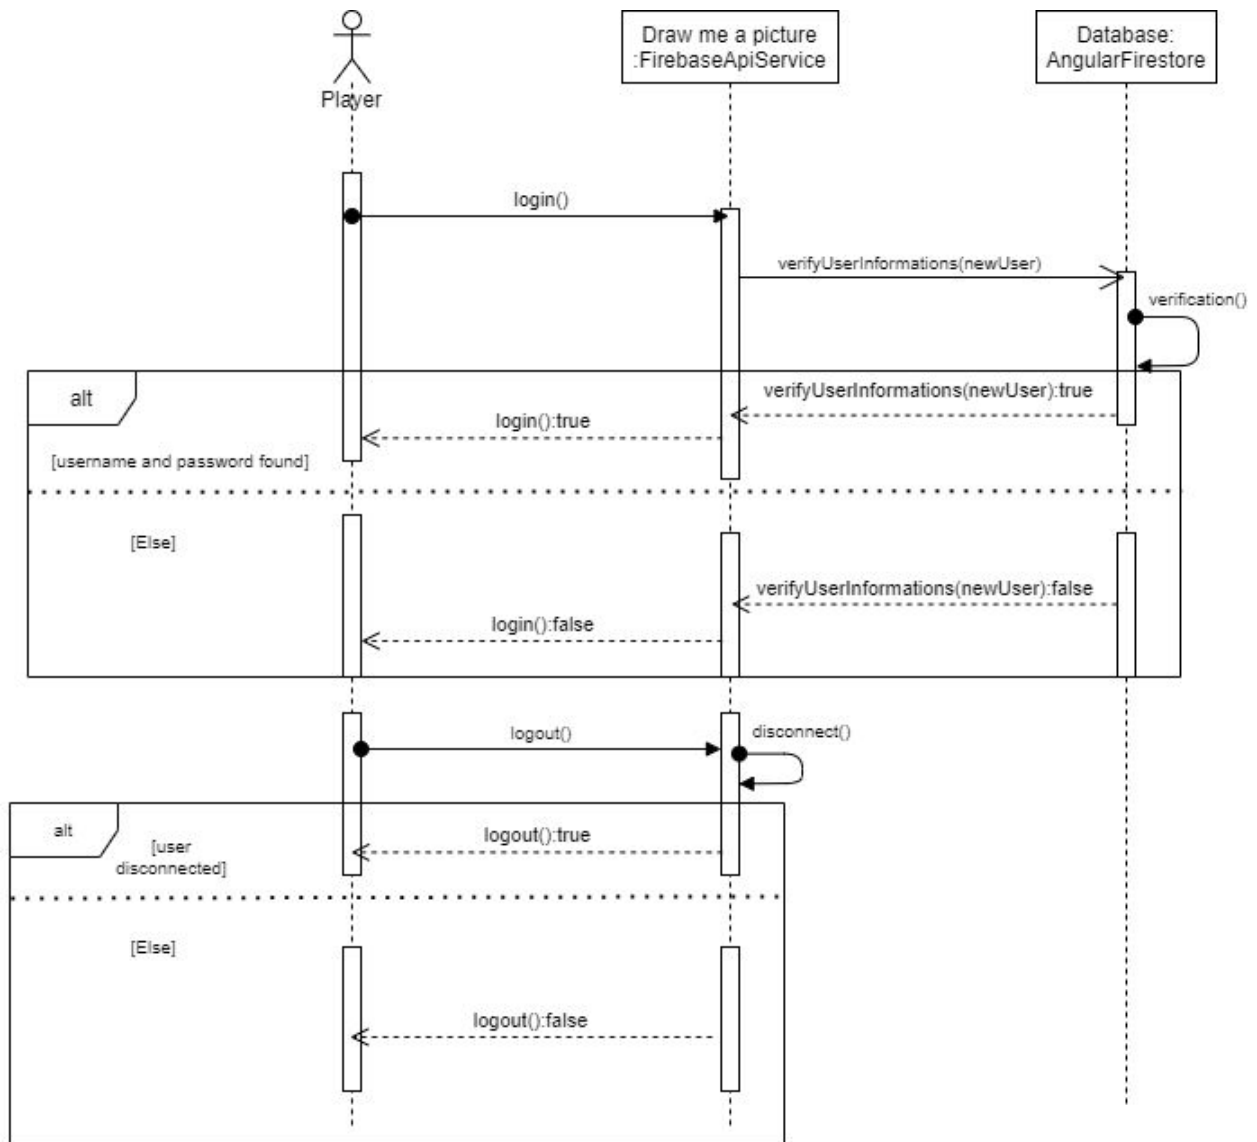 Player
Draw me a picture
:FirebaseApiService
Database:
AngularFirestore
login()
verifyUserInformations(newUser)
verification()
alt
verifyUserInformations(newUser):true
login():true
[username and password found]
[Else]
verifyUserInformations(newUser):false
login():false
logout()
disconnect()
alt
logout():true
[user
disconnected]
[Else]
logout():false